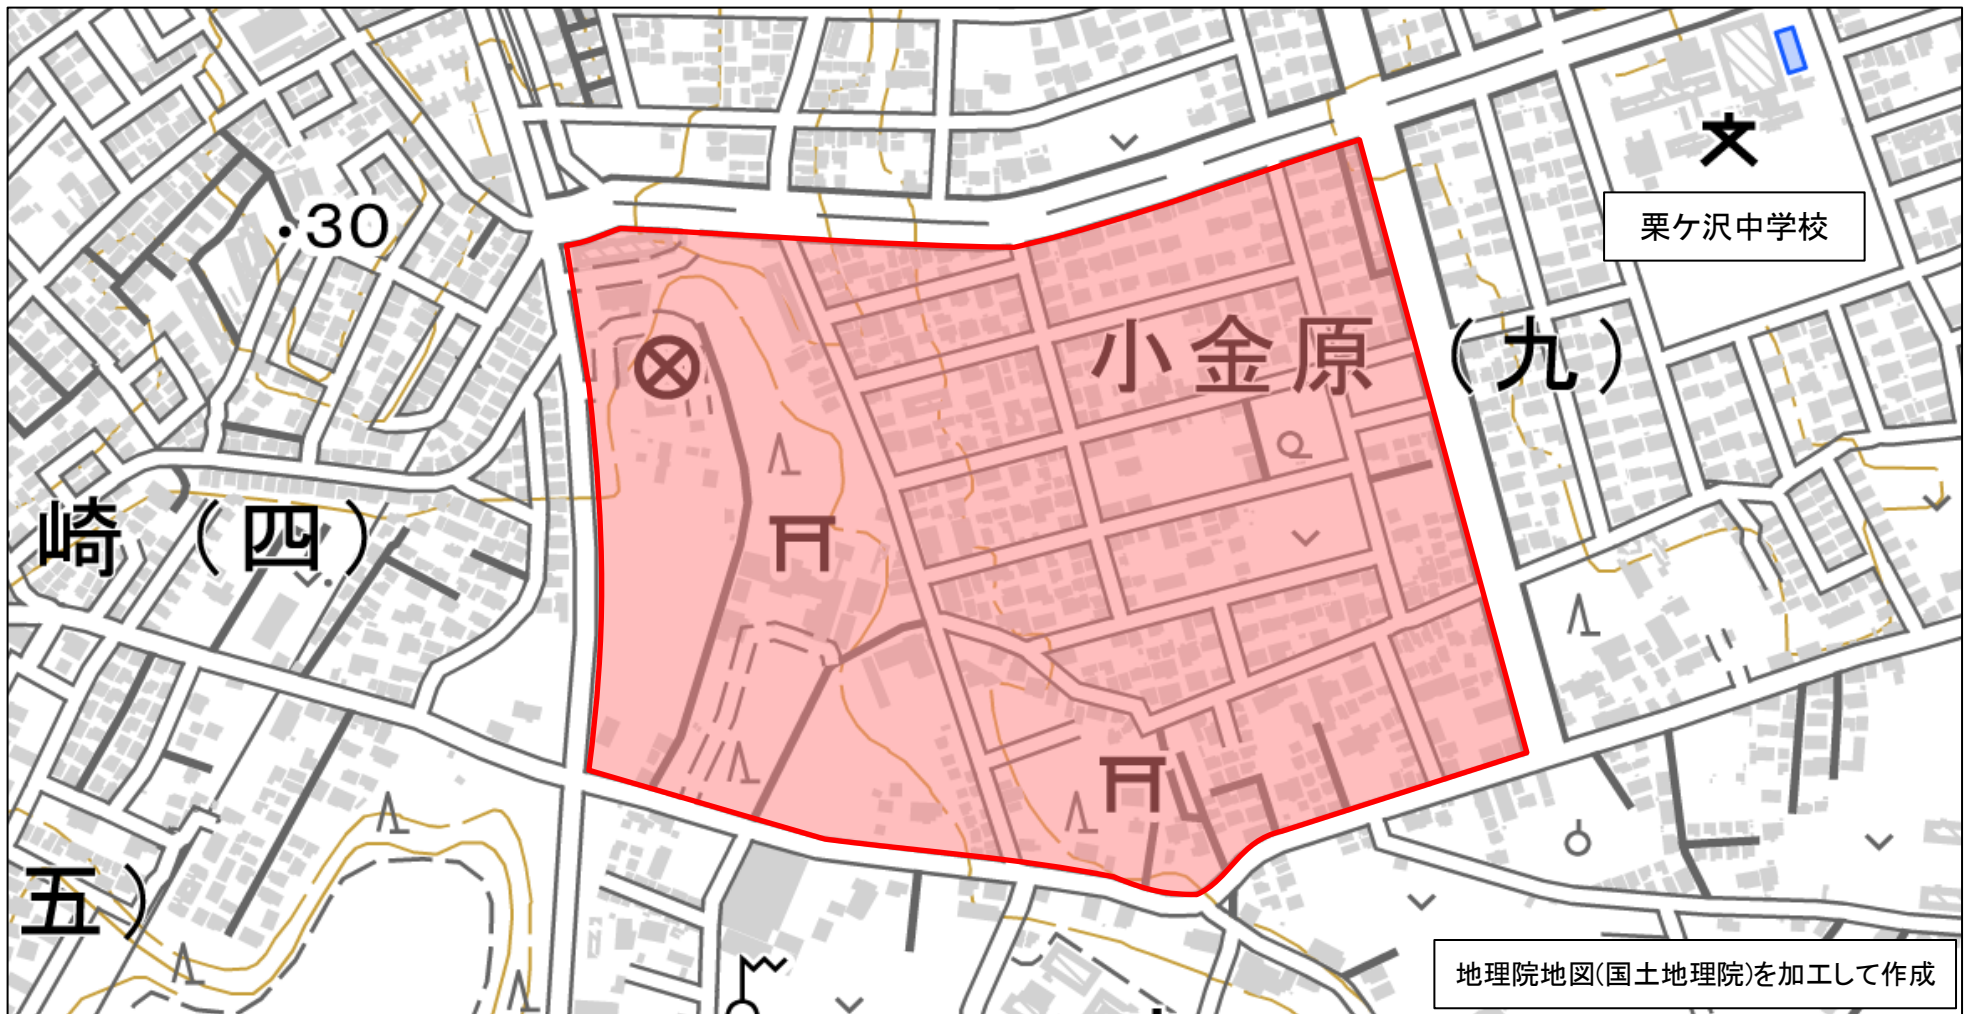 栗ケ沢中学校
・30
小金原（九）
崎（四）
五）
地理院地図(国土地理院)を加工して作成